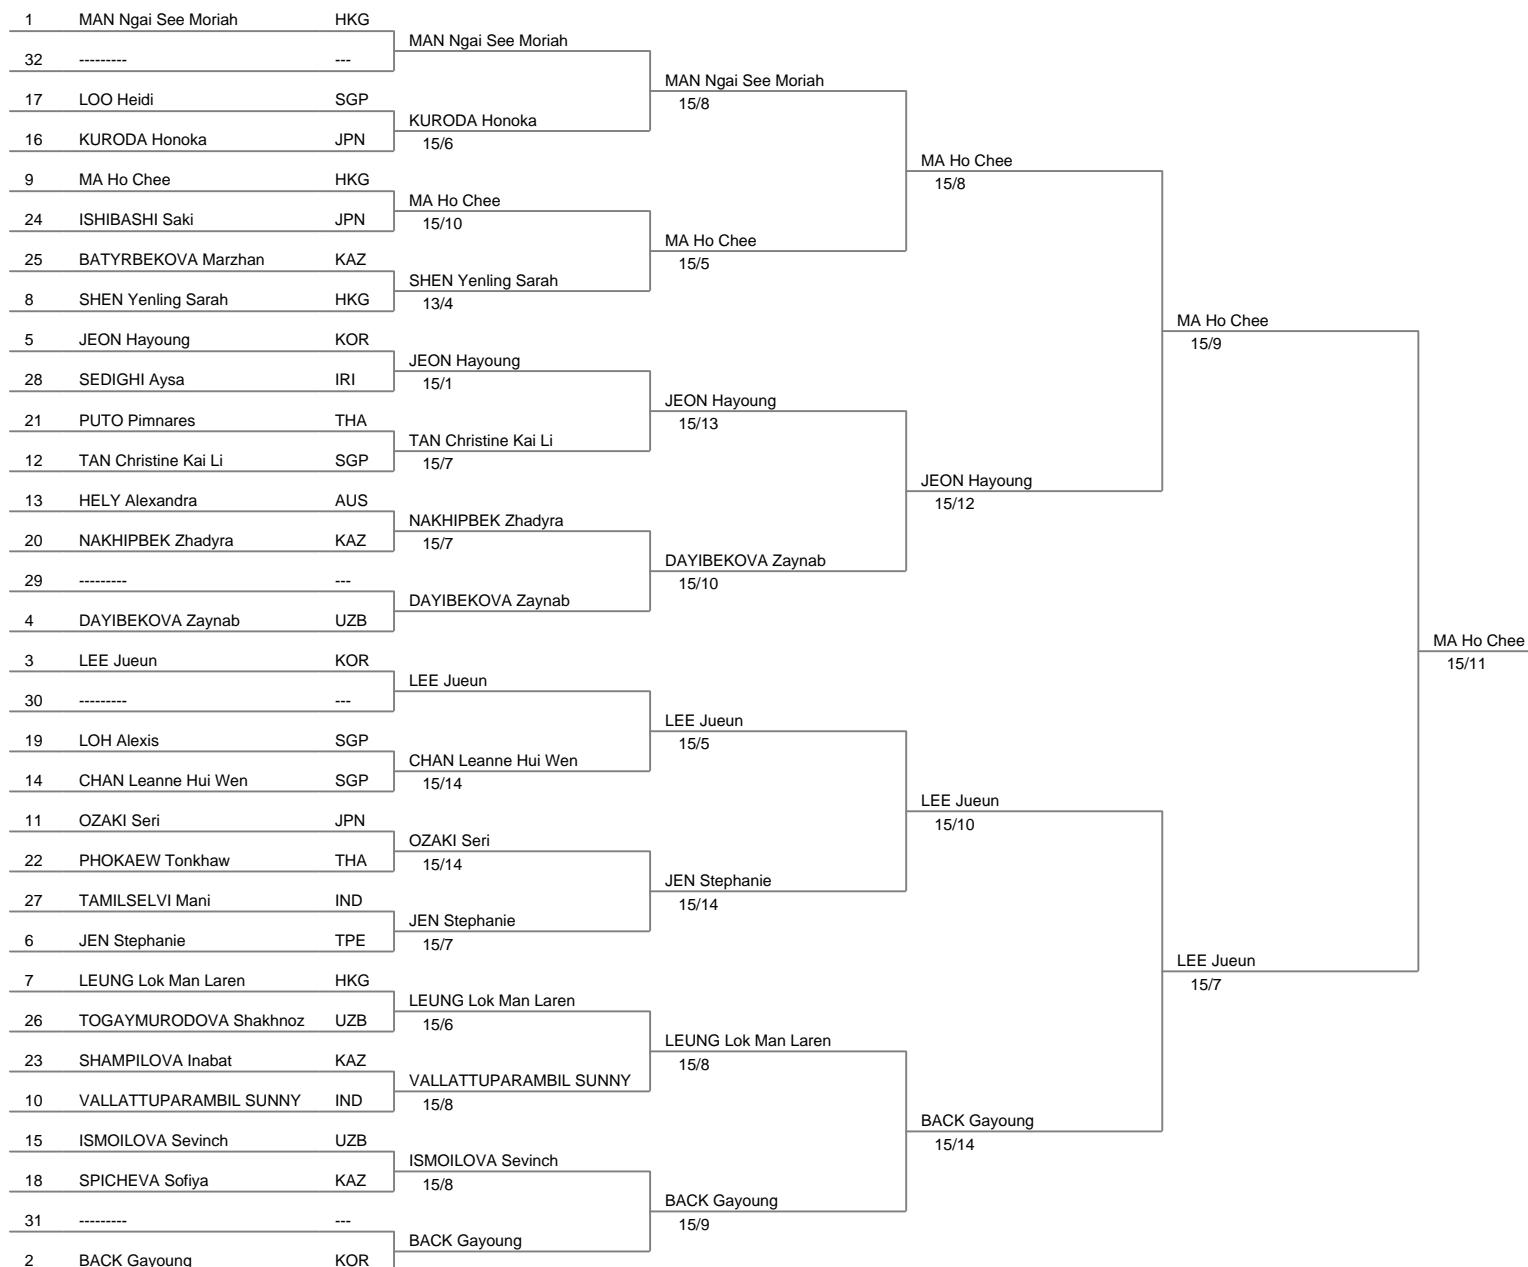 1 MAN Ngai See Moriah HKG
MAN Ngai See Moriah
32 --------- ---
MAN Ngai See Moriah
15/8
17 LOO Heidi SGP
KURODA Honoka
15/6
16 KURODA Honoka JPN
MA Ho Chee
15/8
9 MA Ho Chee HKG
MA Ho Chee
15/10
24 ISHIBASHI Saki JPN
MA Ho Chee
15/5
25 BATYRBEKOVA Marzhan KAZ
SHEN Yenling Sarah
13/4
8 SHEN Yenling Sarah HKG
MA Ho Chee
15/9
5 JEON Hayoung KOR
JEON Hayoung
15/1
28 SEDIGHI Aysa IRI
JEON Hayoung
15/13
21 PUTO Pimnares THA
TAN Christine Kai Li
15/7
12 TAN Christine Kai Li SGP
JEON Hayoung
15/12
13 HELY Alexandra AUS
NAKHIPBEK Zhadyra
15/7
20 NAKHIPBEK Zhadyra KAZ
DAYIBEKOVA Zaynab
15/10
29 --------- ---
DAYIBEKOVA Zaynab
4 DAYIBEKOVA Zaynab UZB
MA Ho Chee
15/11
3 LEE Jueun KOR
LEE Jueun
30 --------- ---
LEE Jueun
15/5
19 LOH Alexis SGP
CHAN Leanne Hui Wen
15/14
14 CHAN Leanne Hui Wen SGP
LEE Jueun
15/10
11 OZAKI Seri JPN
OZAKI Seri
15/14
22 PHOKAEW Tonkhaw THA
JEN Stephanie
15/14
27 TAMILSELVI Mani IND
JEN Stephanie
15/7
6 JEN Stephanie TPE
LEE Jueun
15/7
7 LEUNG Lok Man Laren HKG
LEUNG Lok Man Laren
15/6
26 TOGAYMURODOVA Shakhnoz UZB
LEUNG Lok Man Laren
15/8
23 SHAMPILOVA Inabat KAZ
VALLATTUPARAMBIL SUNNY
15/8
10 VALLATTUPARAMBIL SUNNY IND
BACK Gayoung
15/14
15 ISMOILOVA Sevinch UZB
ISMOILOVA Sevinch
15/8
18 SPICHEVA Sofiya KAZ
BACK Gayoung
15/9
31 --------- ---
BACK Gayoung
2 BACK Gayoung KOR